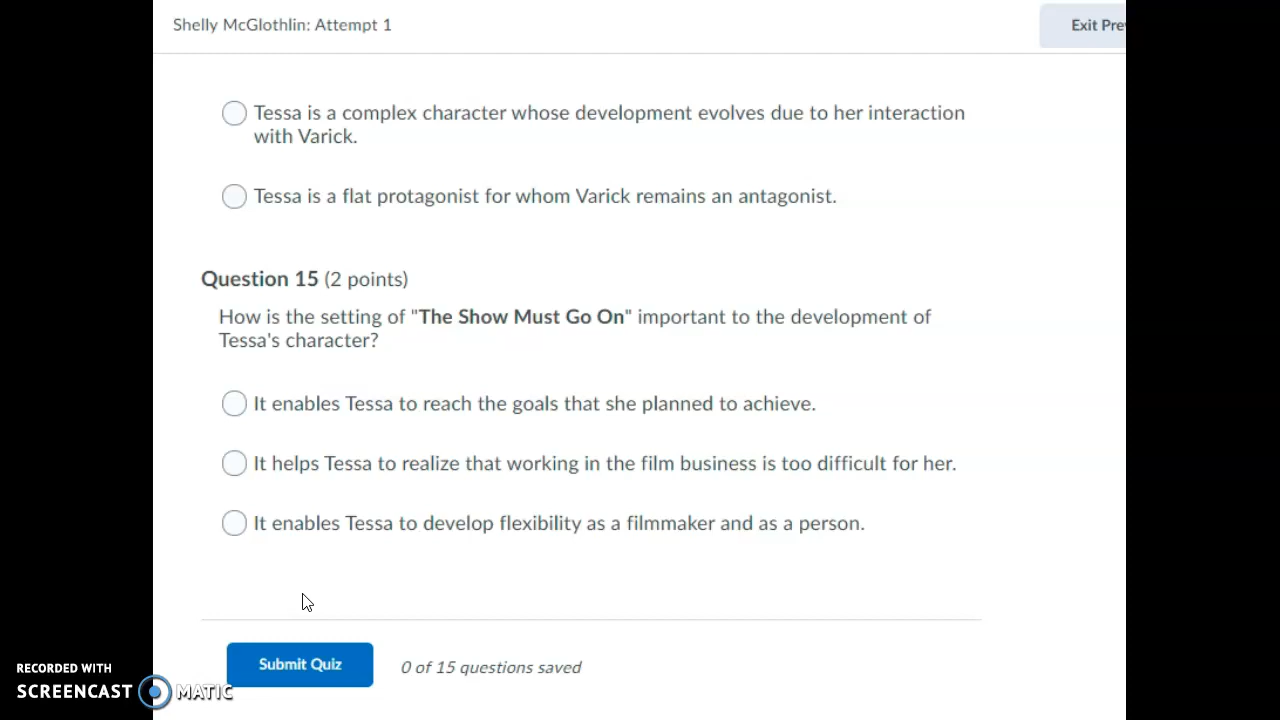 Shelly McGlothlin: Attempt 1
Exit Pre
Tessa is a complex character whose development evolves due to her interaction
with Varick.
Tessa is a flat protagonist for whom Varick remains an antagonist.
Question 15 (2 points)
How is the setting of "The Show Must Go On" important to the development of
Tessa's character?
It enables Tessa to reach the goals that she planned to achieve.
It helps Tessa to realize that working in the film business is too difficult for her.
It enables Tessa to develop flexibility as a filmmaker and as a person.
Submit Quiz
0 of 15 questions saved
RECORDED WITH
SCREENCAST MATIC